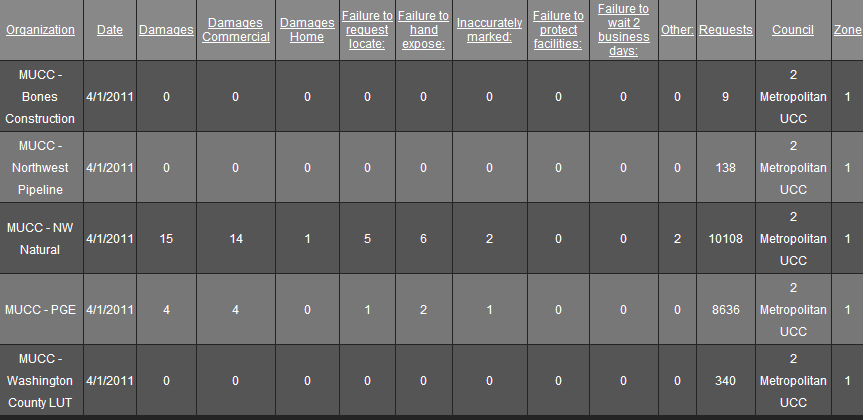 Organization Date Damages Damages Commercial Damages Home Failure to request locate: Failure to hand expose: Inaccurately marked: Failure to protect facilities: Failure to wait 2 business days: Other: Requests Council Zone
MUCC - Bones Construction 4/1/2011 0 0 0 0 0 0 0 0 0 9 2 Metropolitan UCC 1
MUCC - Northwest Pipeline 4/1/2011 0 0 0 0 0 0 0 0 0 138 2 Metropolitan UCC 1
MUCC - NW Natural 4/1/2011 15 14 1 5 6 2 0 0 2 10108 2 Metropolitan UCC 1
MUCC - PGE 4/1/2011 4 4 0 1 2 1 0 0 0 8636 2 Metropolitan UCC 1
MUCC - Washington County LUT 4/1/2011 0 0 0 0 0 0 0 0 0 340 2 Metropolitan UCC 1